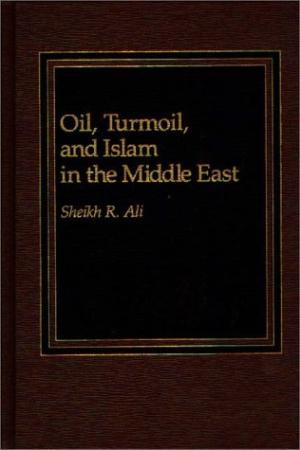 Oil, Turmoil,
and Islam
in the Middle East
Sheikh R. Ali